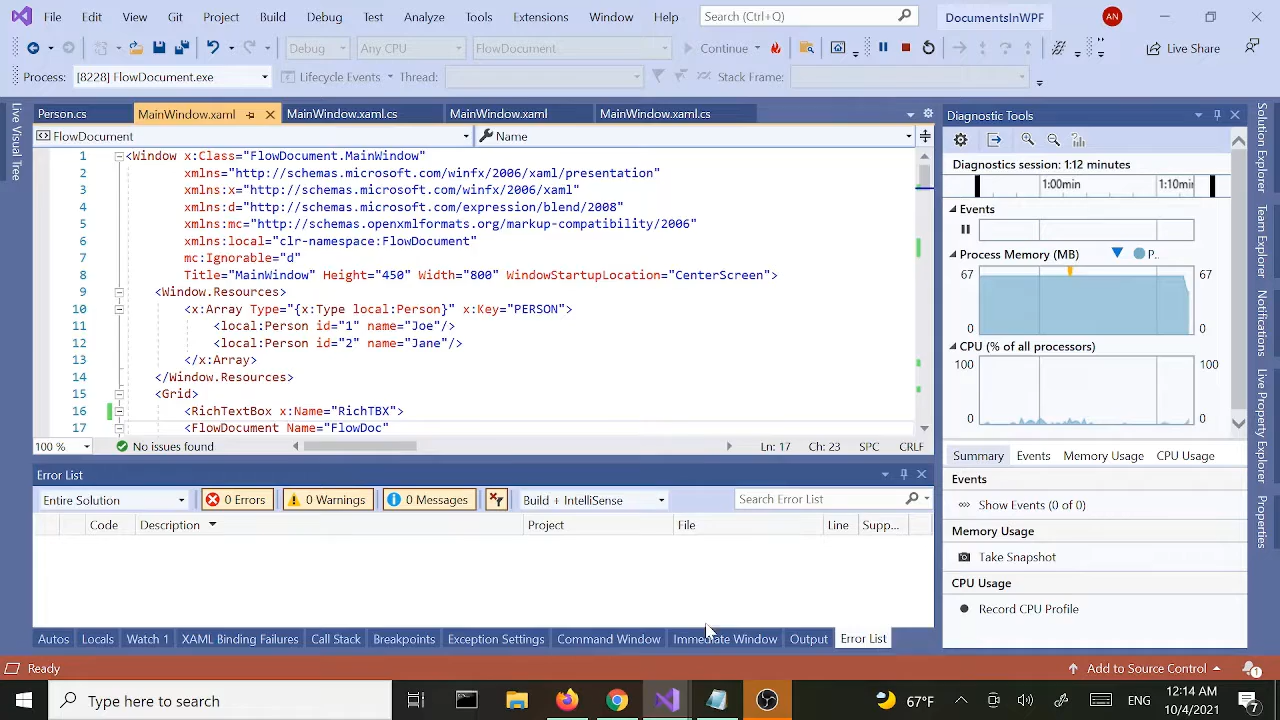 File Edit View Git Project Build Debug Test Analyze Tools Extensions Window Help Search (Ctrl+Q) DocumentsInWPF AN
Debug Any CPU FlowDocument Continue Live Share
Process: [8228] FlowDocument.exe Lifecycle Events Thread: Stack Frame:
Live Visual Tree
Person.cs MainWindow.xaml MainWindow.xaml.cs MainWindow.xaml MainWindow.xaml.cs
FlowDocument Name
1 <Window x:Class="FlowDocument.MainWindow"
2 xmlns="http://schemas.microsoft.com/winfx/2006/xaml/presentation"
3 xmlns:x="http://schemas.microsoft.com/winfx/2006/xaml"
4 xmlns:d="http://schemas.microsoft.com/expression/blend/2008"
5 xmlns:mc="http://schemas.openxmlformats.org/markup-compatibility/2006"
6 xmlns:local="clr-namespace:FlowDocument"
7 mc:Ignorable="d"
8 Title="MainWindow" Height="450" Width="800" WindowStartupLocation="CenterScreen">
9 <Window.Resources>
10 <x:Array Type="{x:Type local:Person}" x:Key="PERSON">
11 <local:Person id="1" name="Joe"/>
12 <local:Person id="2" name="Jane"/>
13 </x:Array>
14 </Window.Resources>
15 <Grid>
16 <RichTextBox x:Name="RichTBX">
17 <FlowDocument Name="FlowDoc"
100 % No issues found Ln: 17 Ch: 23 SPC CRLF
Error List
Entire Solution 0 Errors 0 Warnings 0 Messages Build + IntelliSense Search Error List
Code Description Project File Line Supp...
Autos Locals Watch 1 XAML Binding Failures Call Stack Breakpoints Exception Settings Command Window Immediate Window Output Error List
Diagnostic Tools
Diagnostics session: 1:12 minutes
1:00min 1:10min
Events
Process Memory (MB) P..
67 67
0 0
CPU (% of all processors)
100 100
0 0
Summary Events Memory Usage CPU Usage
Events
Show Events (0 of 0)
Memory Usage
Take Snapshot
CPU Usage
Record CPU Profile
Solution Explorer
Team Explorer
Notifications
Live Property Explorer
Properties
Ready Add to Source Control 1
Type here to search 67°F ENG 2:14 AM
10/4/2021 7